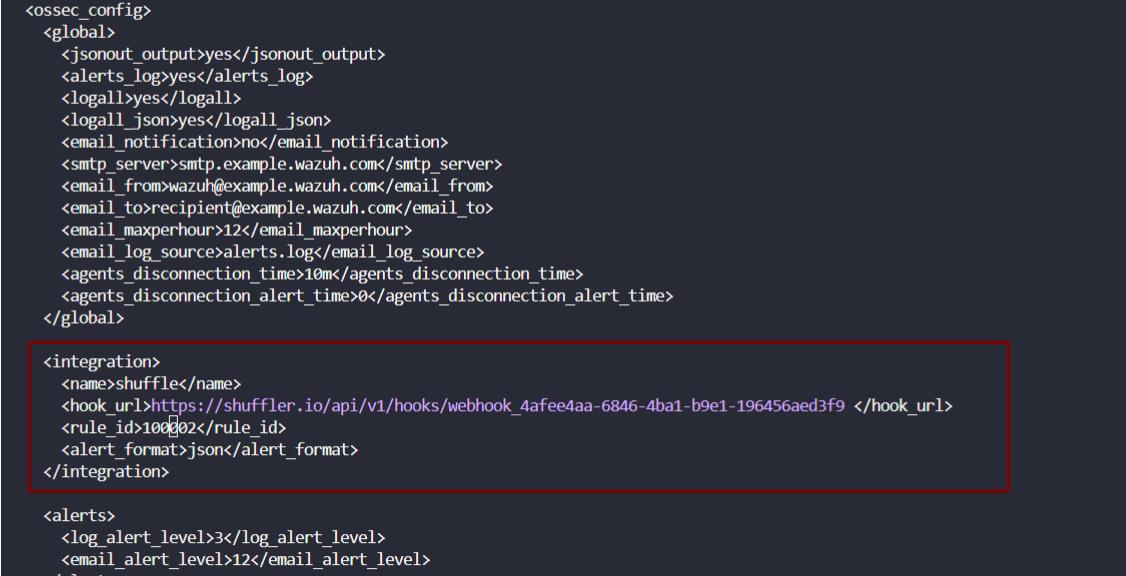 <ossec_config>
<global>
<jsonout_output>yes</jsonout_output>
<alerts_log>yes</alerts_log>
<logall>yes</logall>
<logall_json>yes</logall_json>
<email_notification>no</email_notification>
<smtp_server>smtp.example.wazuh.com</smtp_server>
<email_from>wazuh@example.wazuh.com</email_from>
<email_to>recipient@example.wazuh.com</email_to>
<email_maxperhour>12</email_maxperhour>
<email_log_source>alerts.log</email_log_source>
<agents_disconnection_time>10m</agents_disconnection_time>
<agents_disconnection_alert_time>0</agents_disconnection_alert_time>
</global>
<integration>
<name>shuffle</name>
<hook_url>https://shuffler.io/api/v1/hooks/webhook_4afee4aa-6846-4ba1-b9e1-196456aed3f9 </hook_url>
<rule_id>100002</rule_id>
<alert_format>json</alert_format>
</integration>
<alerts>
<log_alert_level>3</log_alert_level>
<email_alert_level>12</email_alert_level>